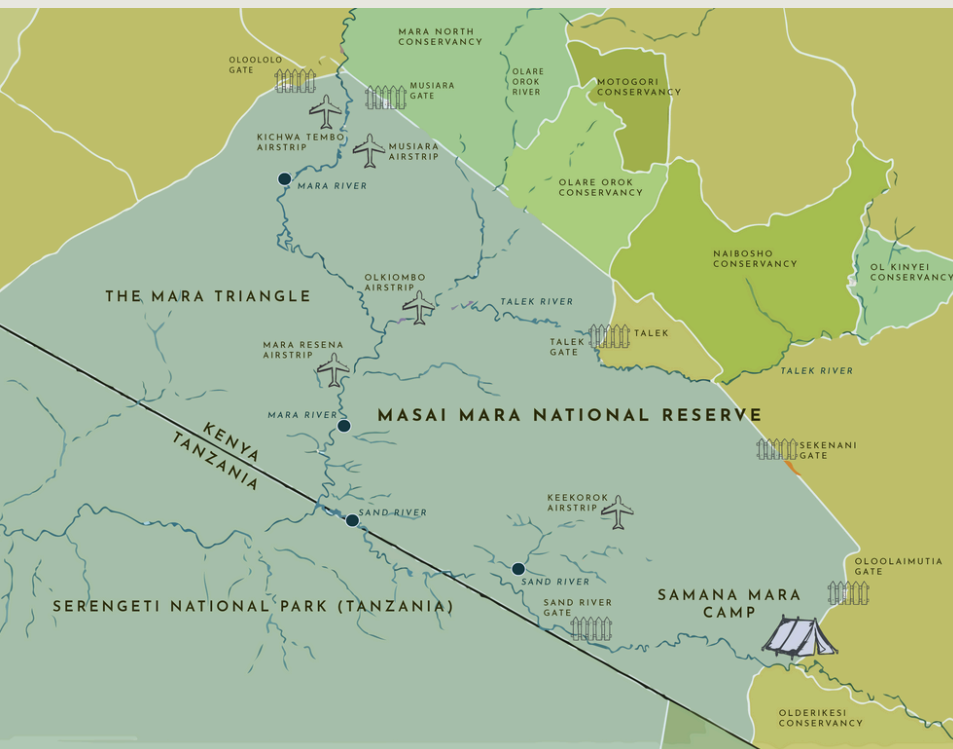 MARA NORTH
CONSERVANCY
OLOOLOLO
GATE
OLARE
OROK
RIVER
MOTOGORI
CONSERVANCY
MUSIARA
GATE
KICHWA TEMBO
AIRSTRIP
MUSIARA
AIRSTRIP
MARA RIVER
OLARE OROK
CONSERVANCY
NAIBOSHO
CONSERVANCY
OL KINYEI
CONSERVANCY
OLKIOMBO
AIRSTRIP
THE MARA TRIANGLE
TALEK RIVER
TALEK
TALEK
GATE
MARA RESENA
AIRSTRIP
TALEK RIVER
MARA RIVER
MASAI MARA NATIONAL RESERVE
KENYA
TANZANIA
SEKENANI
GATE
KEEKOROK
AIRSTRIP
SAND RIVER
OLOOLAIMUTIA
GATE
SAND RIVER
SAMANA MARA
CAMP
SAND RIVER
GATE
SERENGETI NATIONAL PARK (TANZANIA)
OLDERIKESI
CONSERVANCY